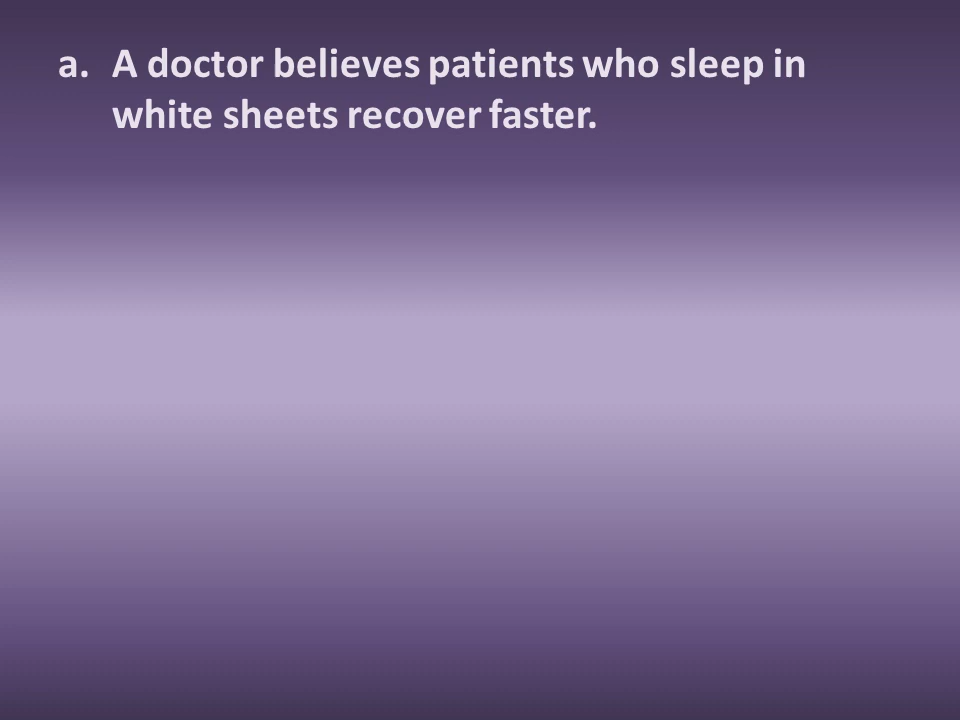 a. A doctor believes patients who sleep in
white sheets recover faster.